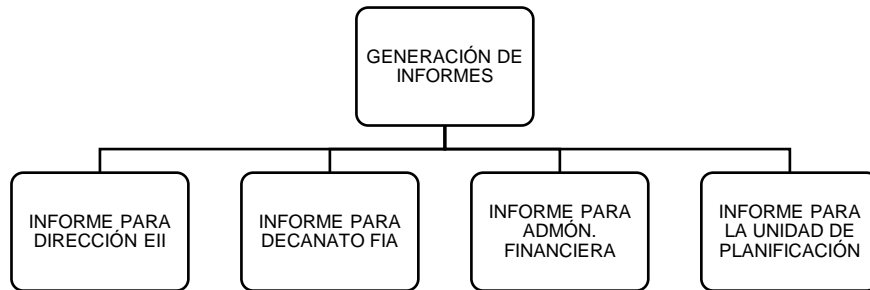 GENERACIÓN DE
INFORMES
INFORME PARA
DIRECCIÓN EII
INFORME PARA
DECANATO FIA
INFORME PARA
ADMÓN.
FINANCIERA
INFORME PARA
LA UNIDAD DE
PLANIFICACIÓN